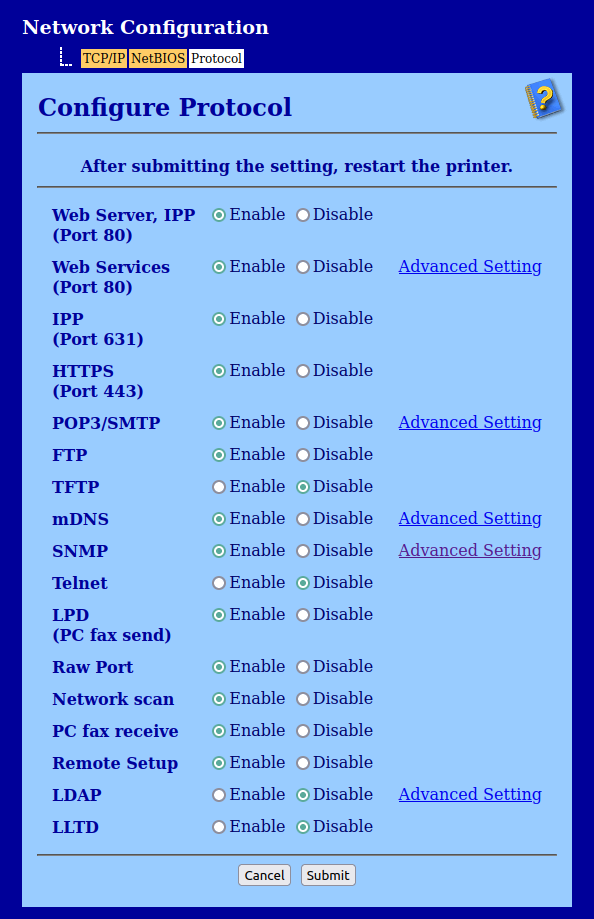 Network Configuration
TCP/IP NetBIOS Protocol
Configure Protocol
?
After submitting the setting, restart the printer.
Web Server, IPP Enable Disable
(Port 80)
Web Services Enable Disable Advanced Setting
(Port 80)
IPP Enable Disable
(Port 631)
HTTPS Enable Disable
(Port 443)
POP3/SMTP Enable Disable Advanced Setting
FTP Enable Disable
TFTP Enable Disable
mDNS Enable Disable Advanced Setting
SNMP Enable Disable Advanced Setting
Telnet Enable Disable
LPD Enable Disable
(PC fax send)
Raw Port Enable Disable
Network scan Enable Disable
PC fax receive Enable Disable
Remote Setup Enable Disable
LDAP Enable Disable Advanced Setting
LLTD Enable Disable
Cancel Submit